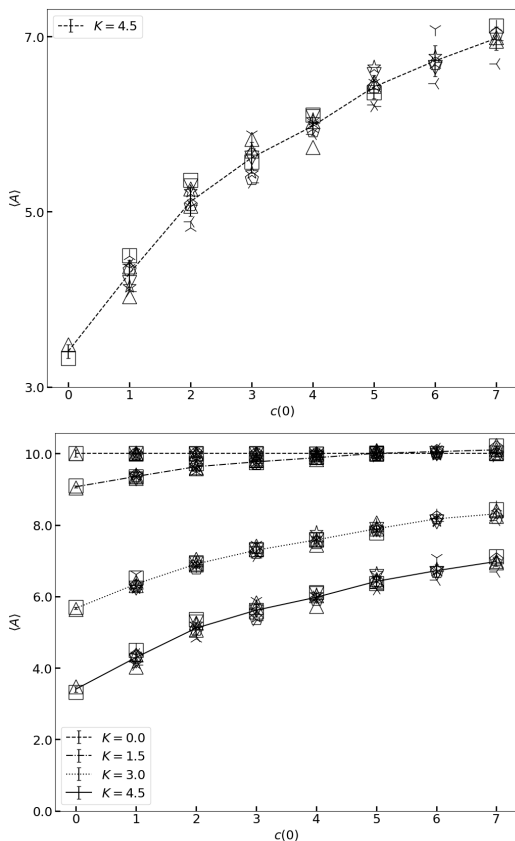 K = 4.5
7.0
5.0
3.0
⟨A⟩
0 1 2 3 4 5 6 7
c(0)
10.0
8.0
6.0
4.0
2.0
0.0
⟨A⟩
K = 0.0
K = 1.5
K = 3.0
K = 4.5
0 1 2 3 4 5 6 7
c(0)